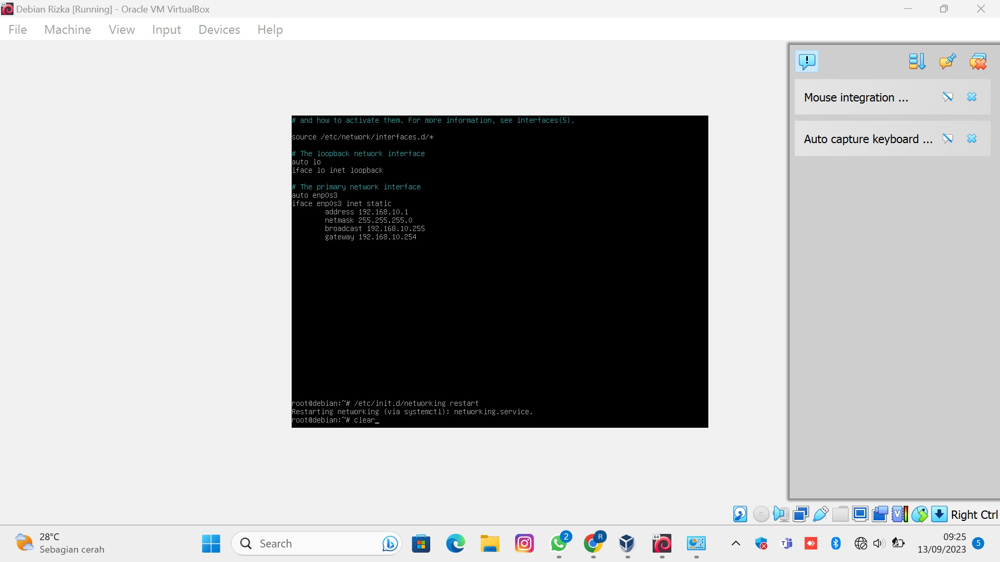 Debian Rizka [Running] - Oracle VM VirtualBox
File Machine View Input Devices Help
Mouse integration ...
Auto capture keyboard ...
# and how to activate them. For more information, see interfaces(5).
source /etc/network/interfaces.d/*
# The loopback network interface
auto lo
iface lo inet loopback
# The primary network interface
auto enp0s3
iface enp0s3 inet static
address 192.168.10.1
netmask 255.255.255.0
broadcast 192.168.10.255
gateway 192.168.10.254
root@debian:~# /etc/init.d/networking restart
Restarting networking (via systemctl): networking.service.
root@debian:~# clear_
Right Ctrl
28°C
Sebagian cerah
Search
2
R
64
09:25
13/09/2023
5